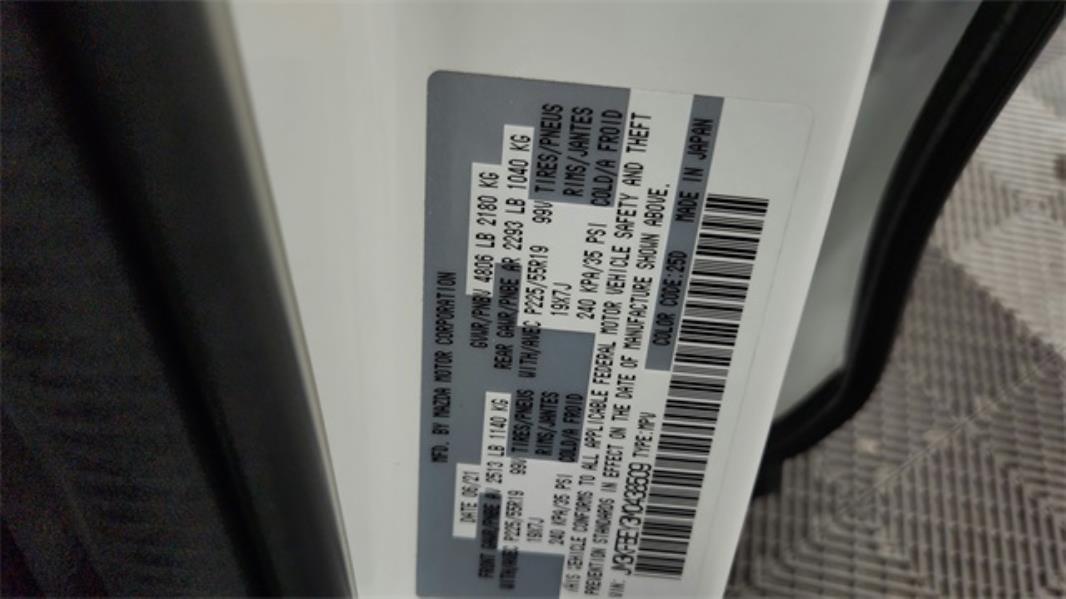 MFD. BY MAZDA MOTOR CORPORATION
DATE 06/21 GVWR/PNBV 4806 LB 2180 KG
FRONT GAWR/PNBE AV 2513 LB 1140 KG REAR GAWR/PNBE AR 2293 LB 1040 KG
WITH/AVEC P225/55R19 99V TIRES/PNEUS WITH/AVEC P225/55R19 99V TIRES/PNEUS
19X7J RIMS/JANTES 19X7J RIMS/JANTES
240 KPA/35 PSI COLD/A FROID 240 KPA/35 PSI COLD/A FROID
THIS VEHICLE CONFORMS TO ALL APPLICABLE FEDERAL MOTOR VEHICLE SAFETY AND THEFT
PREVENTION STANDARDS IN EFFECT ON THE DATE OF MANUFACTURE SHOWN ABOVE.
VIN: TYPE:MPV COLOR CODE:25D MADE IN JAPAN